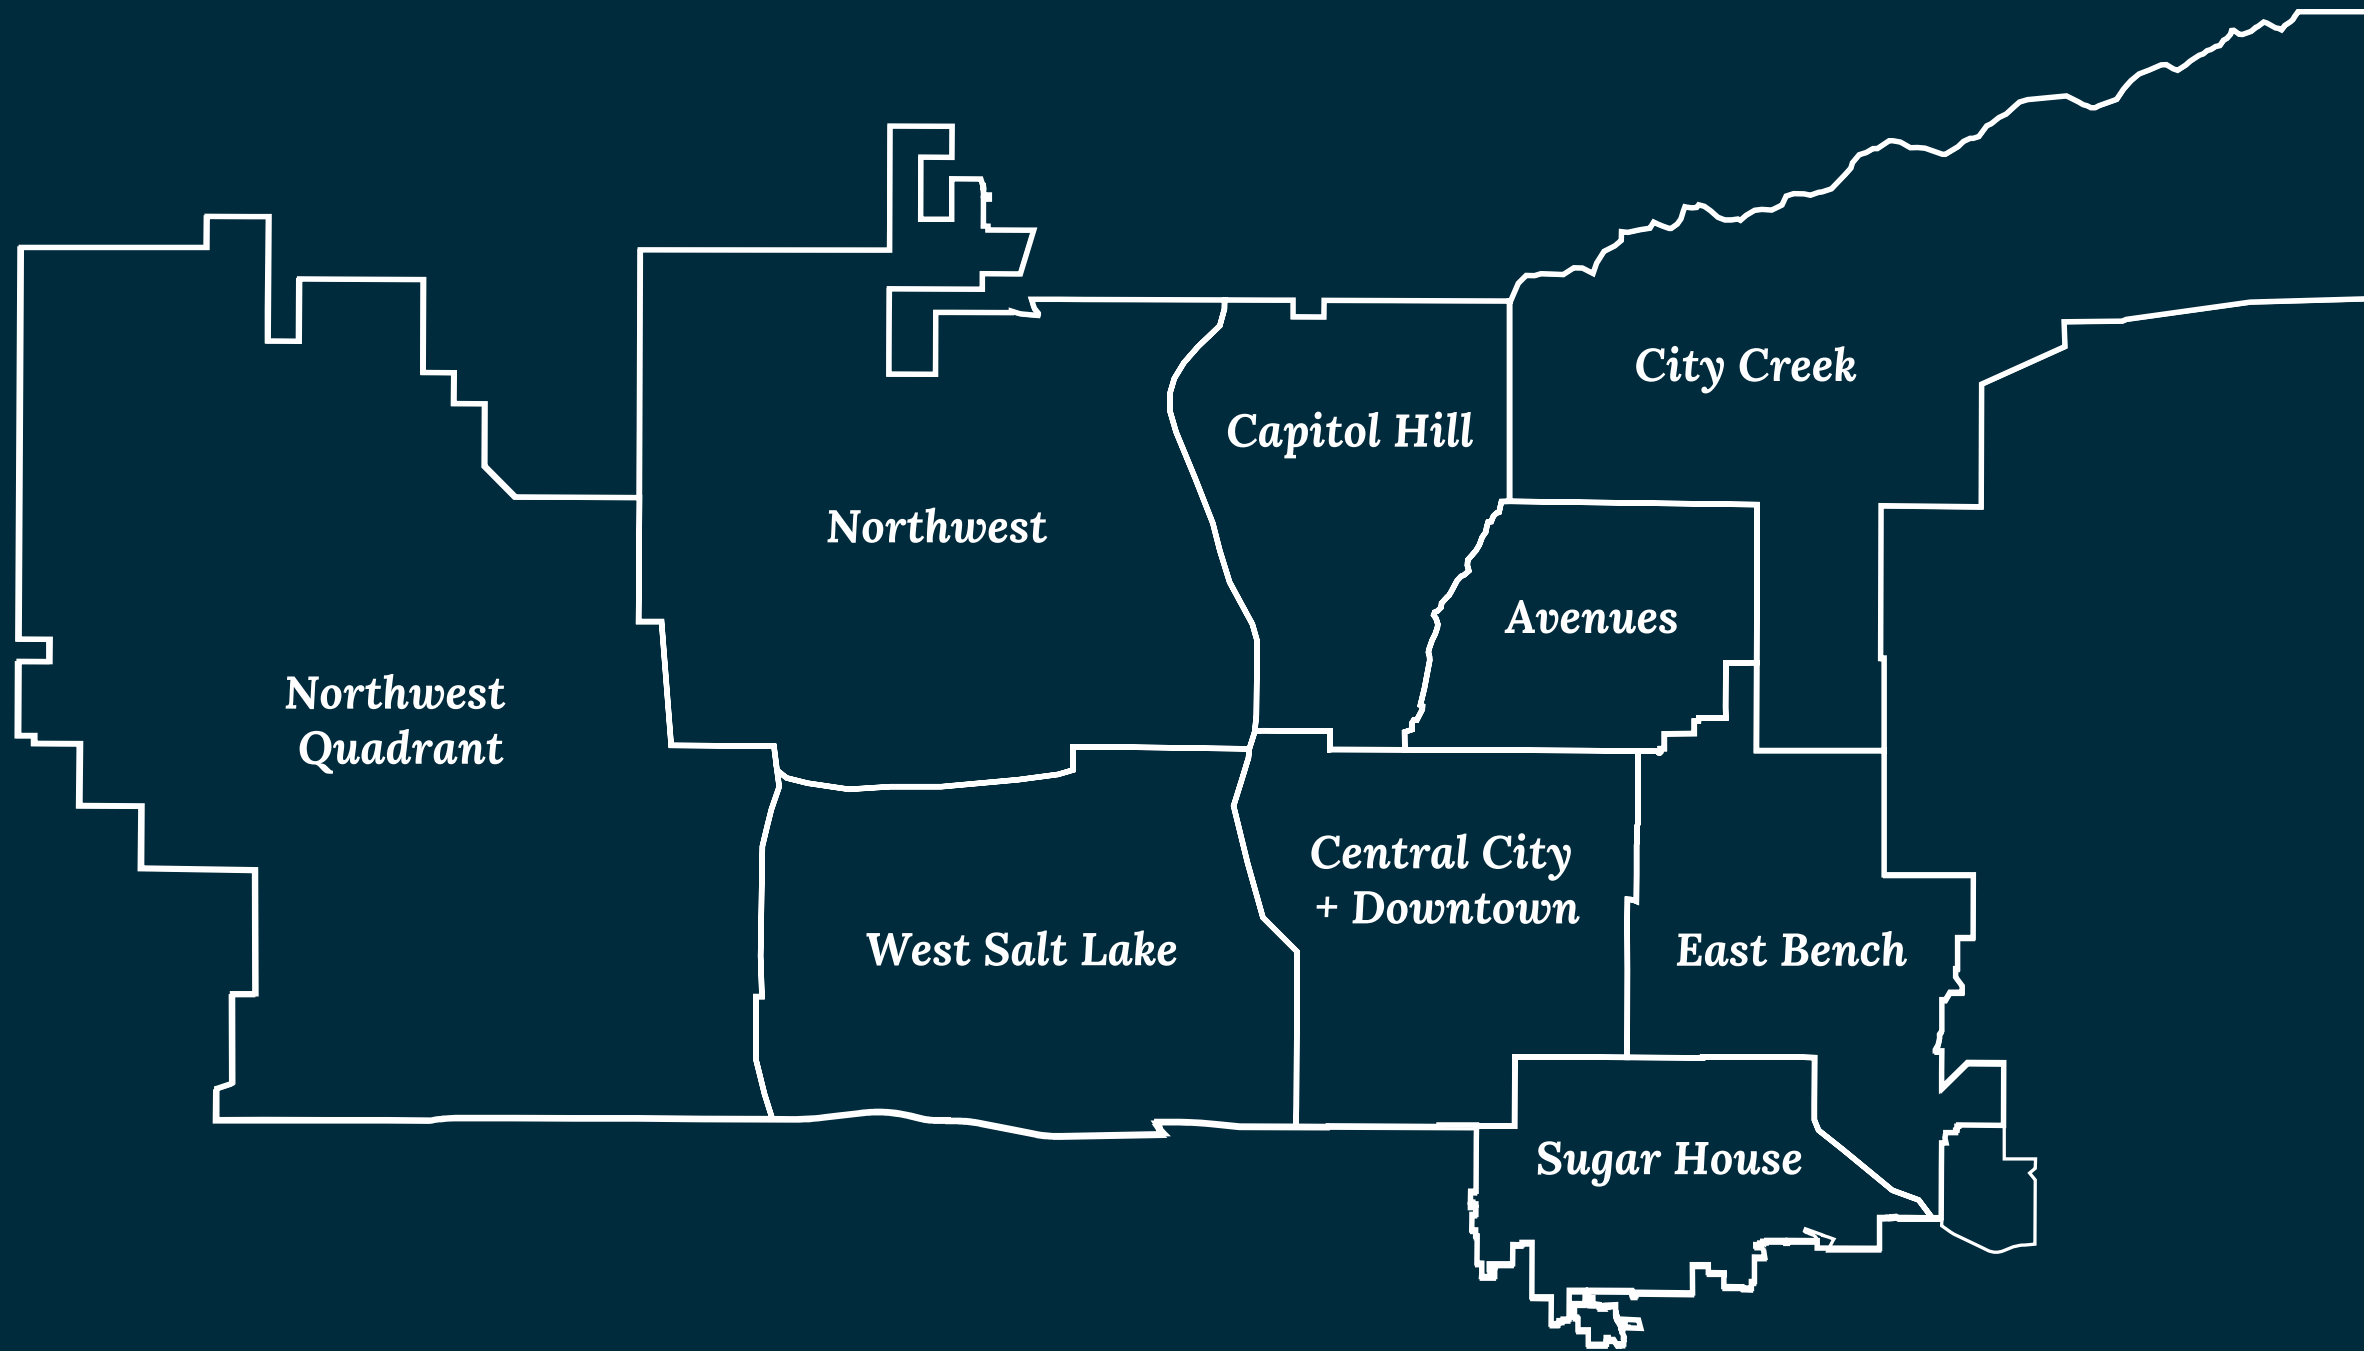 City Creek
Capitol Hill
Northwest
Avenues
Northwest
Quadrant
Central City
+ Downtown
West Salt Lake
East Bench
Sugar House